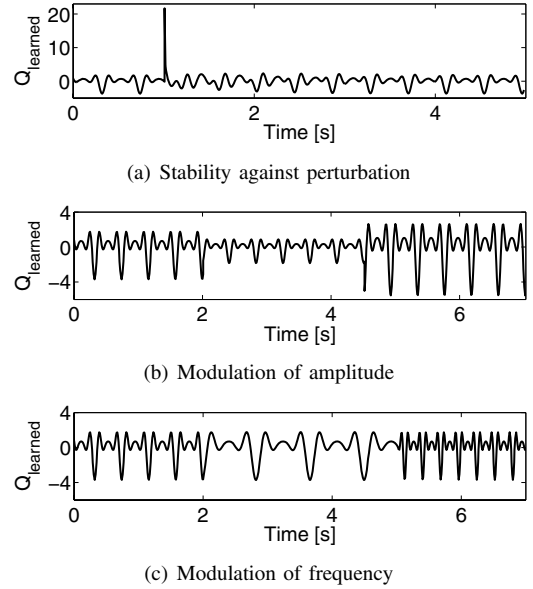 20
10
0
Q_learned
2
4
Time [s]
(a) Stability against perturbation
4
0
−4
Q_learned
0
2
4
6
Time [s]
(b) Modulation of amplitude
4
0
−4
Q_learned
0
2
4
6
Time [s]
(c) Modulation of frequency